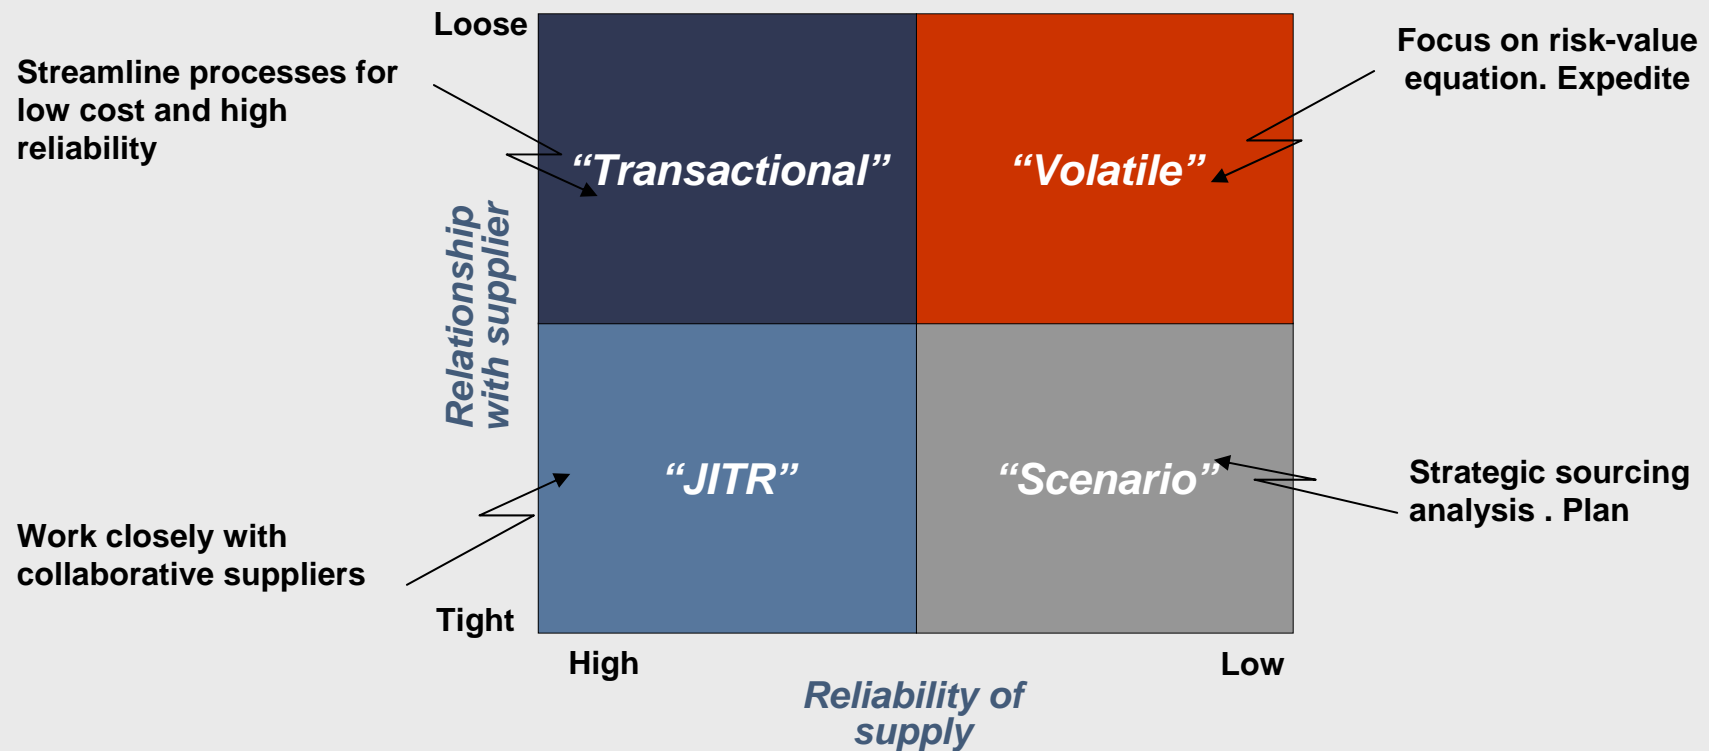 Loose
Streamline processes for
low cost and high
reliability
Focus on risk-value
equation. Expedite
“Transactional”
“Volatile”
Relationship
with supplier
“JITR”
“Scenario”
Strategic sourcing
analysis . Plan
Work closely with
collaborative suppliers
Tight
High
Low
Reliability of
supply